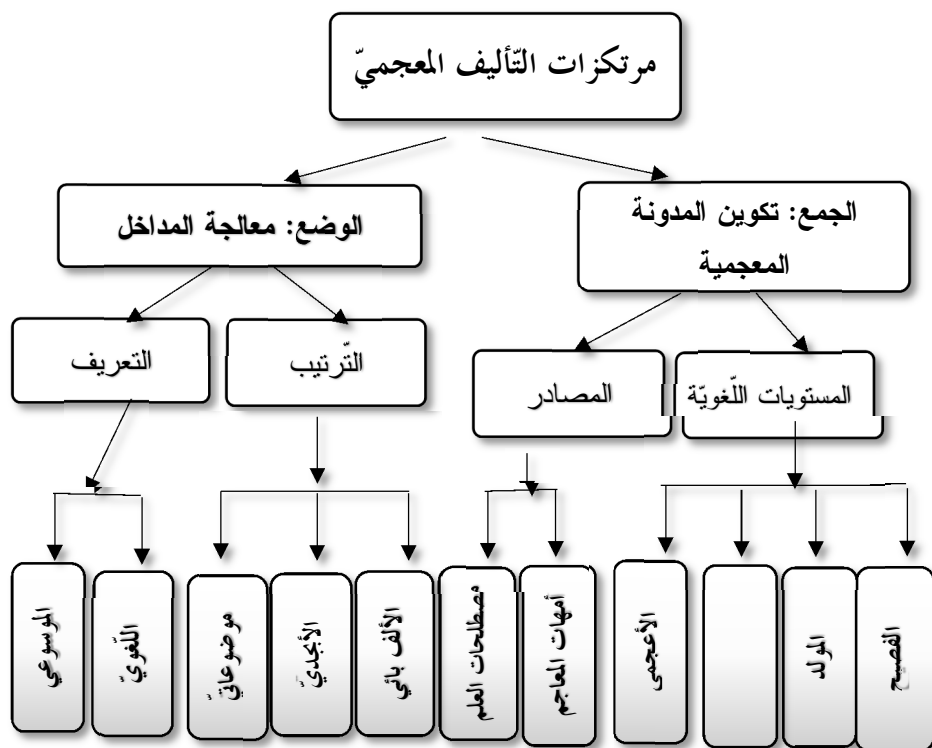 مرتكزات التّأليف المعجميّ
الجمع: تكوين المدونة
المعجمية
الوضع: معالجة المداخل
المستويات اللّغويّة
المصادر
التّرتيب
التعريف
الفصيح
المولد
الأعجمى
أمهات المعاجم
مصطلحات العلم
الألف بائي
الأبجديّ
موضوعاتيّ
اللّغويّ
الموسوعي